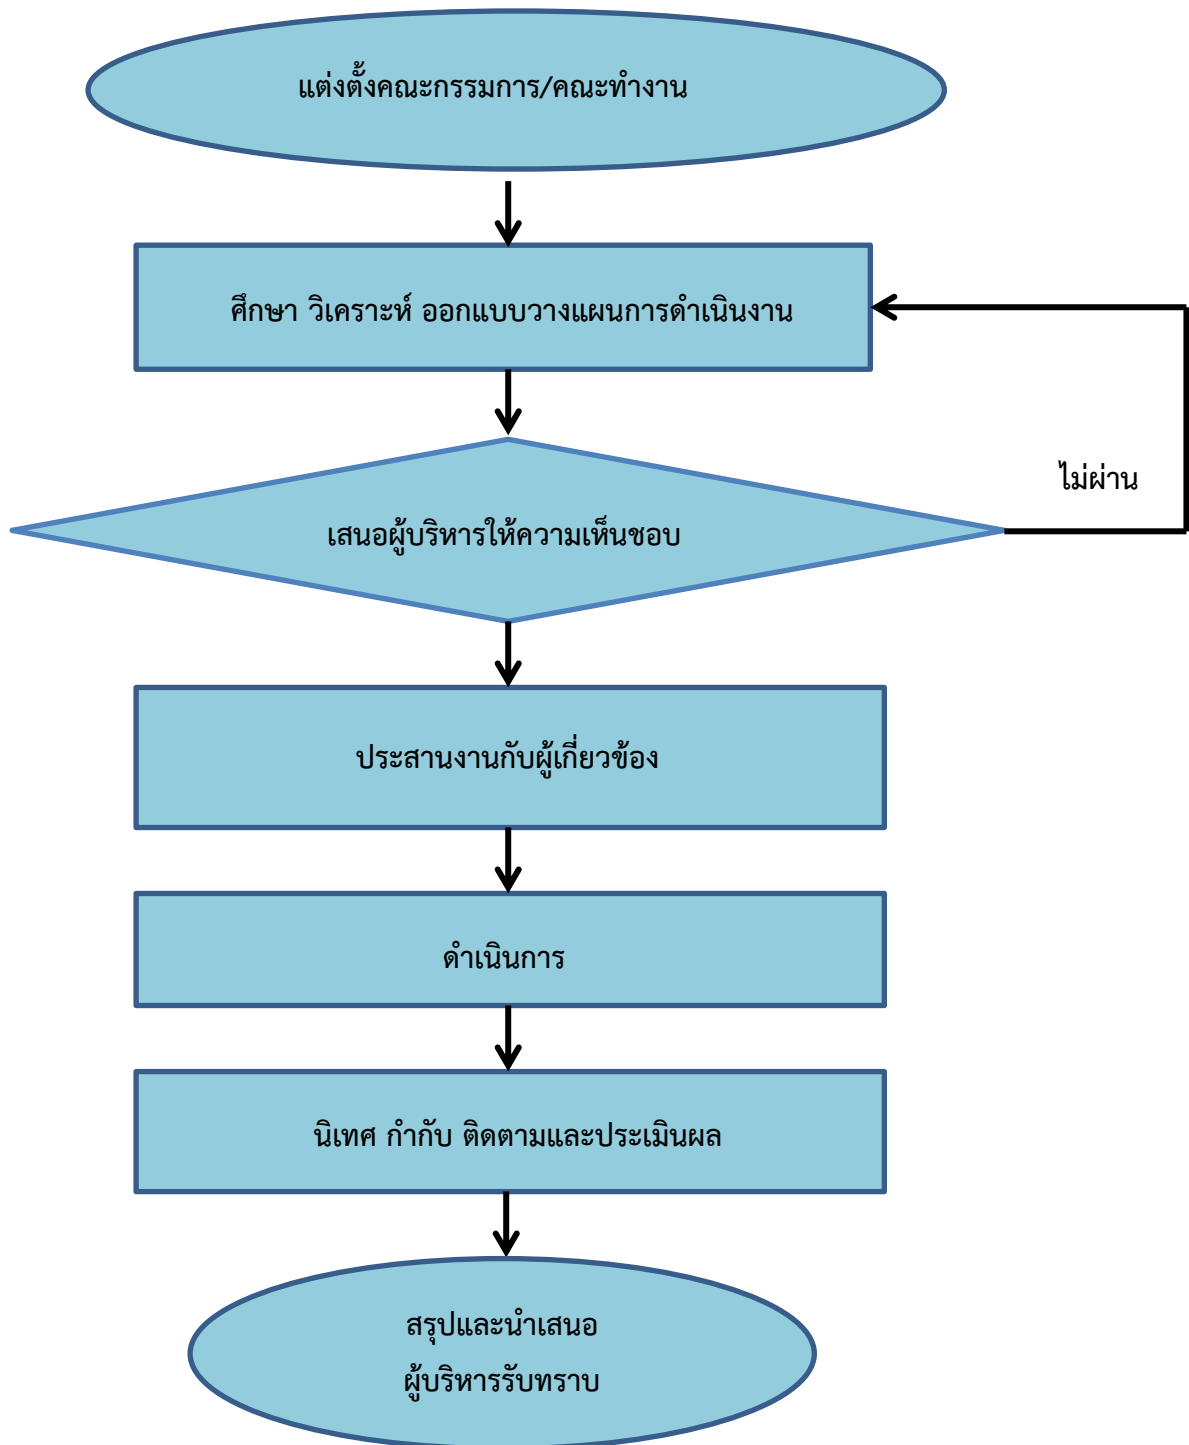 แต่งตั้งคณะกรรมการ/คณะทำงาน
ศึกษา วิเคราะห์ ออกแบบวางแผนการดำเนินงาน
ไม่ผ่าน
เสนอผู้บริหารให้ความเห็นชอบ
ประสานงานกับผู้เกี่ยวข้อง
ดำเนินการ
นิเทศ กำกับ ติดตามและประเมินผล
สรุปและนำเสนอ
ผู้บริหารรับทราบ